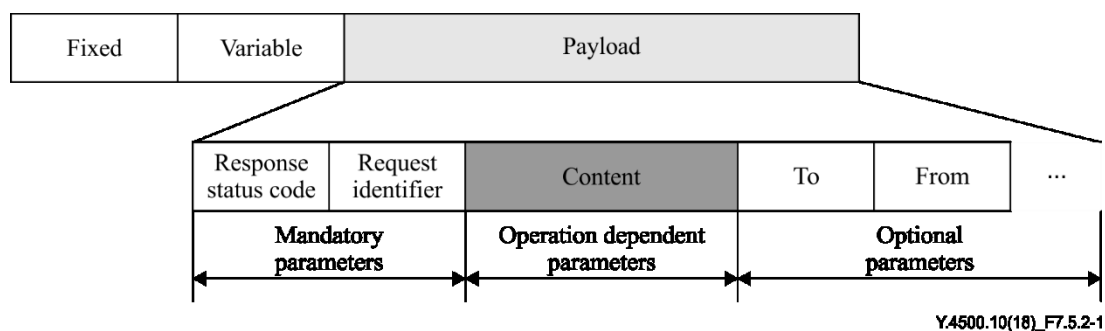 Fixed Variable Payload
Response status code Request identifier Content To From ...
Mandatory parameters Operation dependent parameters Optional parameters
Y.4500.10(18)_F7.5.2-1